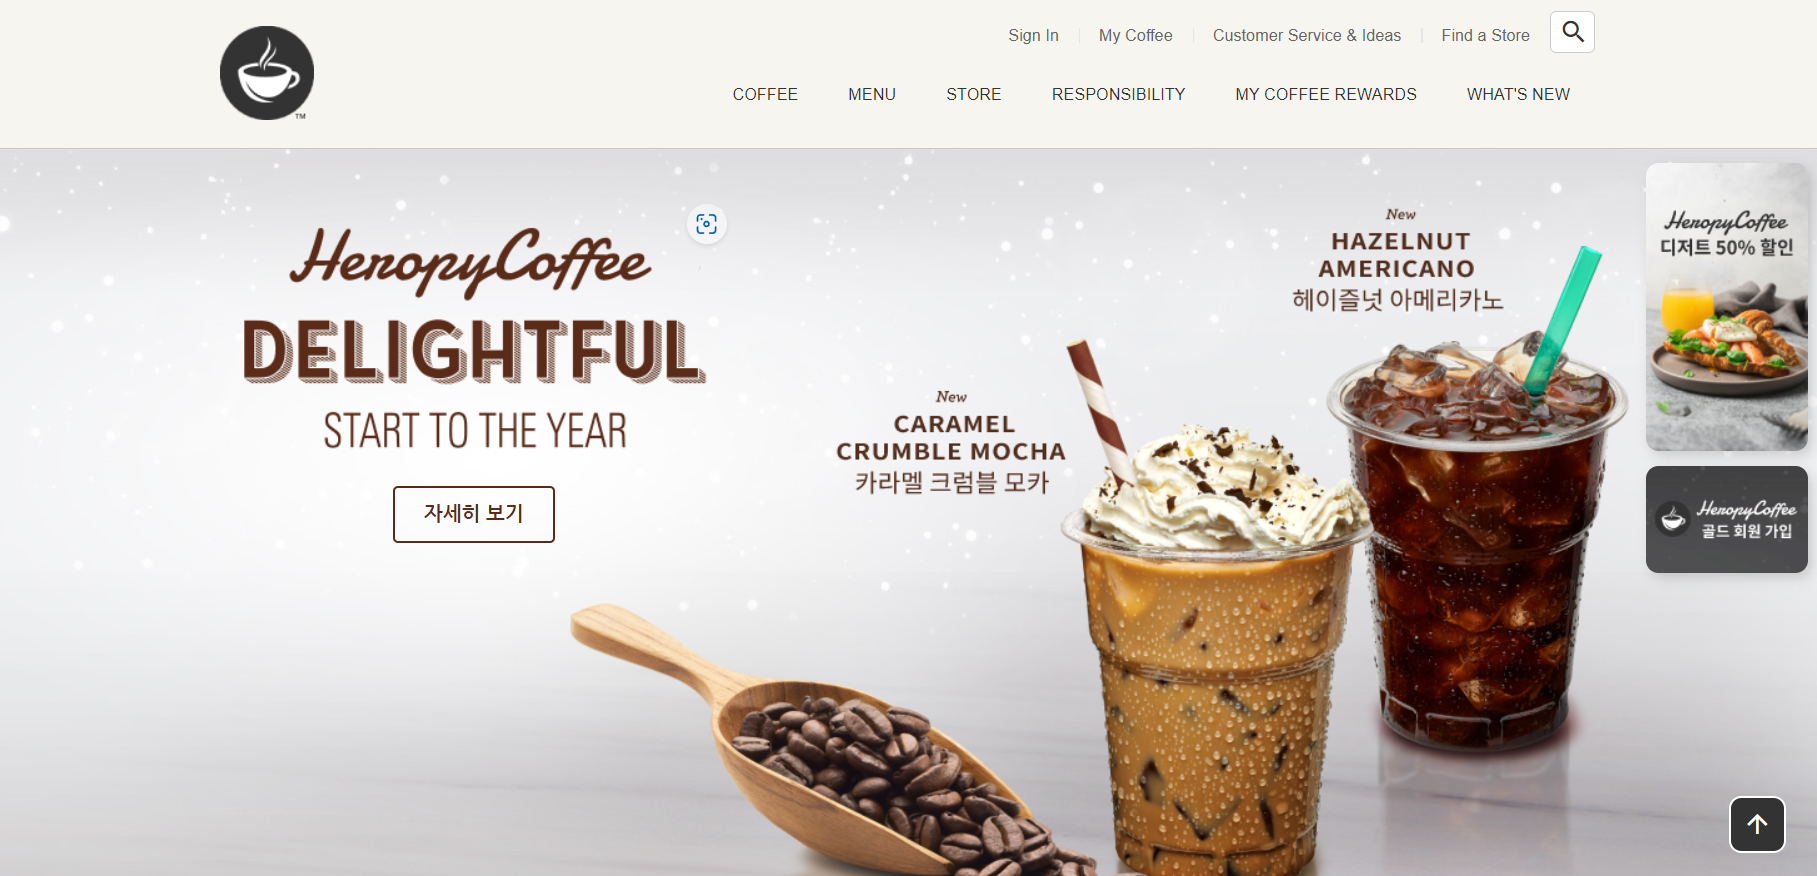 Sign In
My Coffee
Customer Service & Ideas
Find a Store
TM
COFFEE
MENU
STORE
RESPONSIBILITY
MY COFFEE REWARDS
WHAT'S NEW
HeropyCoffee
DELIGHTFUL
START TO THE YEAR
자세히 보기
New
CARAMEL
CRUMBLE MOCHA
카라멜 크럼블 모카
New
HAZELNUT
AMERICANO
헤이즐넛 아메리카노
HeropyCoffee
디저트 50% 할인
HeropyCoffee
골드 회원 가입